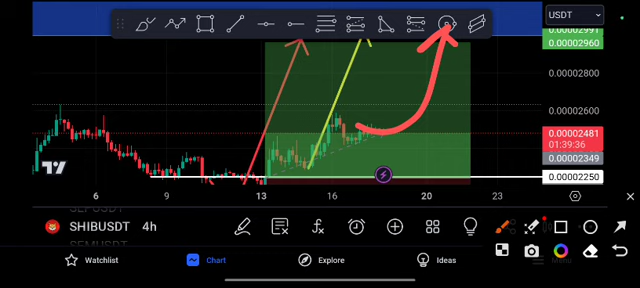 USDT
0.00002991
0.00002960
0.00002800
0.00002600
0.00002481
01:39:36
0.00002349
0.00002250
6 9 13 16 20 23
SHIBUSDT 4h
SEMUSDT
Watchlist Chart Explore Ideas